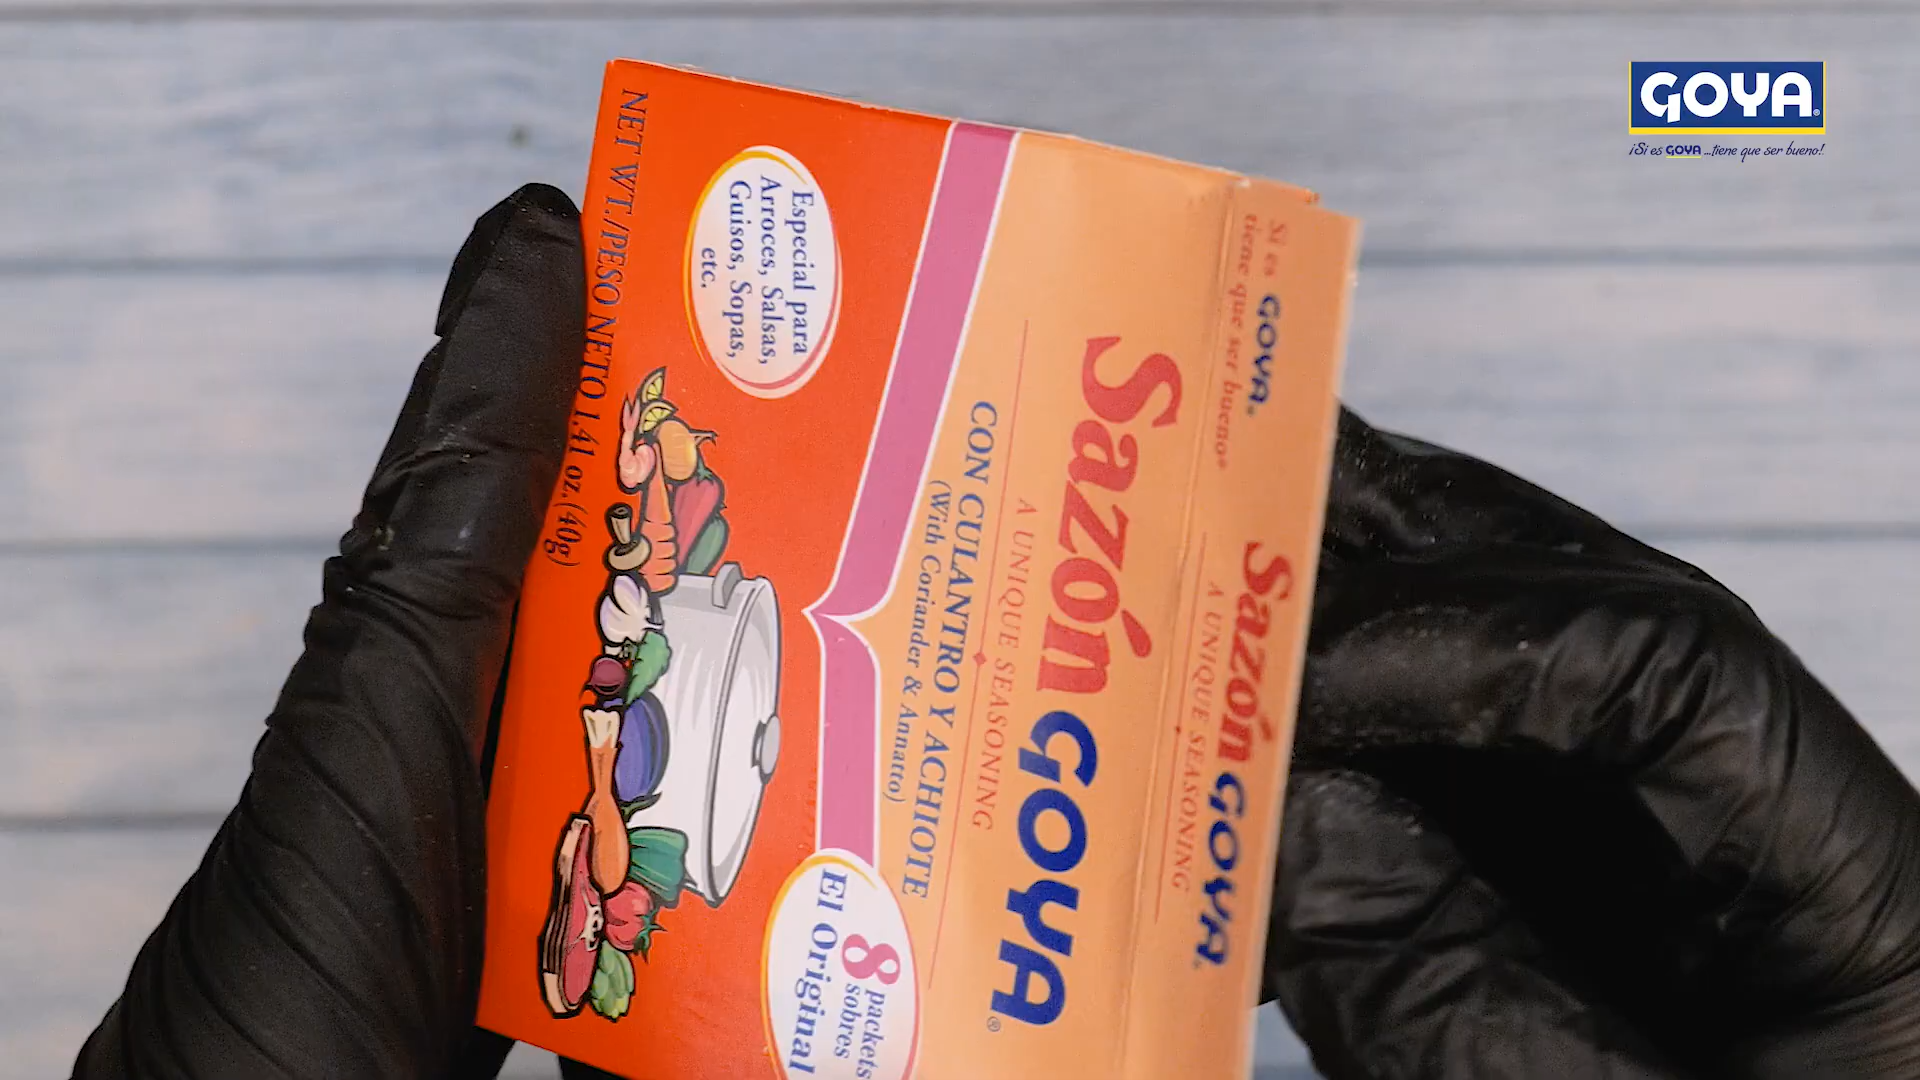 GOYA®
¡Si es GOYA ...tiene que ser bueno!
Si es GOYA®
tiene que ser bueno®
Sazón GOYA®
A UNIQUE SEASONING
Sazón GOYA®
A UNIQUE SEASONING
CON CULANTRO Y ACHIOTE
(With Coriander & Annatto)
8 packets
sobres
El Original
Especial para
Arroces, Salsas,
Guisos, Sopas,
etc.
NET WT./PESO NETO 1.41 oz.(40g)